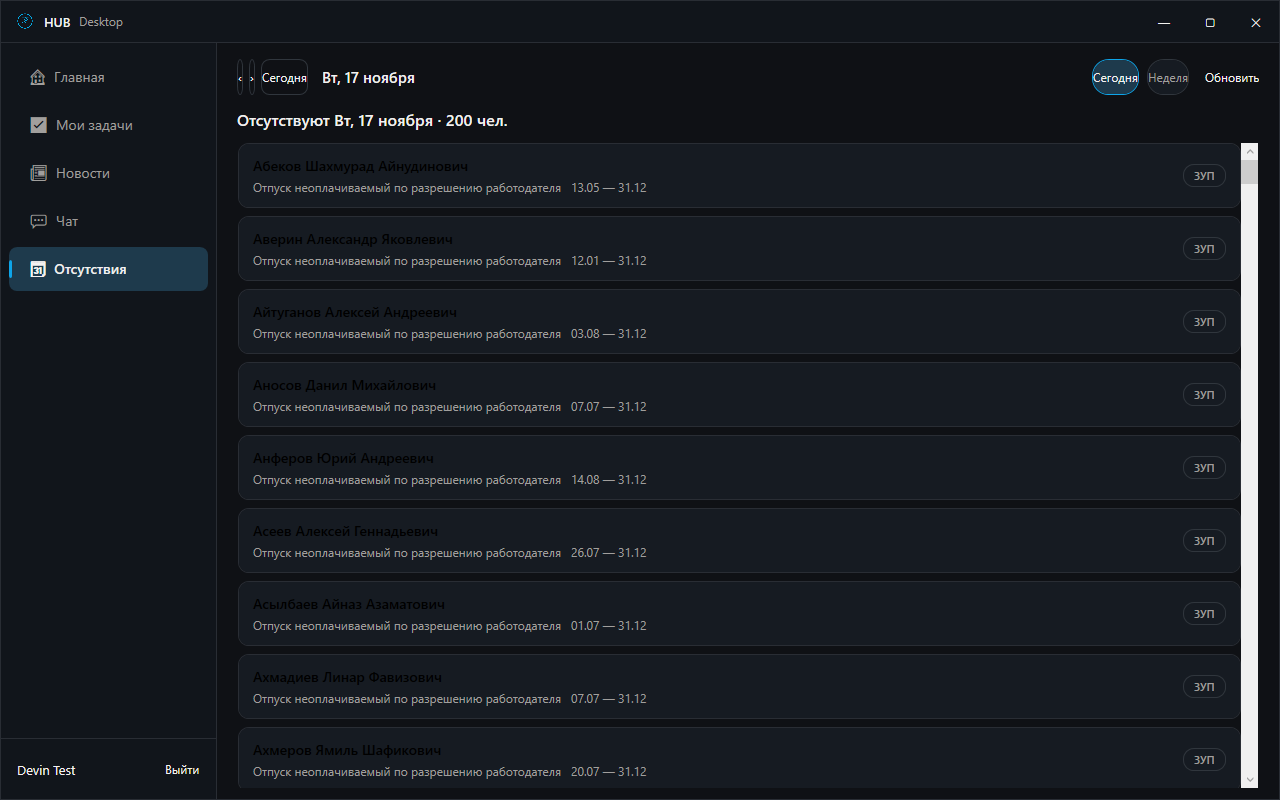 HUB Desktop
Главная
Мои задачи
Новости
Чат
31 Отсутствия
Devin Test Выйти
‹ › Сегодня Вт, 17 ноября Сегодня Неделя Обновить
Отсутствуют Вт, 17 ноября · 200 чел.
Абеков Шахмурад Айнудинович
Отпуск неоплачиваемый по разрешению работодателя 13.05 — 31.12 ЗУП
Аверин Александр Яковлевич
Отпуск неоплачиваемый по разрешению работодателя 12.01 — 31.12 ЗУП
Айтуганов Алексей Андреевич
Отпуск неоплачиваемый по разрешению работодателя 03.08 — 31.12 ЗУП
Аносов Данил Михайлович
Отпуск неоплачиваемый по разрешению работодателя 07.07 — 31.12 ЗУП
Анферов Юрий Андреевич
Отпуск неоплачиваемый по разрешению работодателя 14.08 — 31.12 ЗУП
Асеев Алексей Геннадьевич
Отпуск неоплачиваемый по разрешению работодателя 26.07 — 31.12 ЗУП
Асылбаев Айназ Азаматович
Отпуск неоплачиваемый по разрешению работодателя 01.07 — 31.12 ЗУП
Ахмадиев Линар Фавизович
Отпуск неоплачиваемый по разрешению работодателя 07.07 — 31.12 ЗУП
Ахмеров Ямиль Шафикович
Отпуск неоплачиваемый по разрешению работодателя 20.07 — 31.12 ЗУП